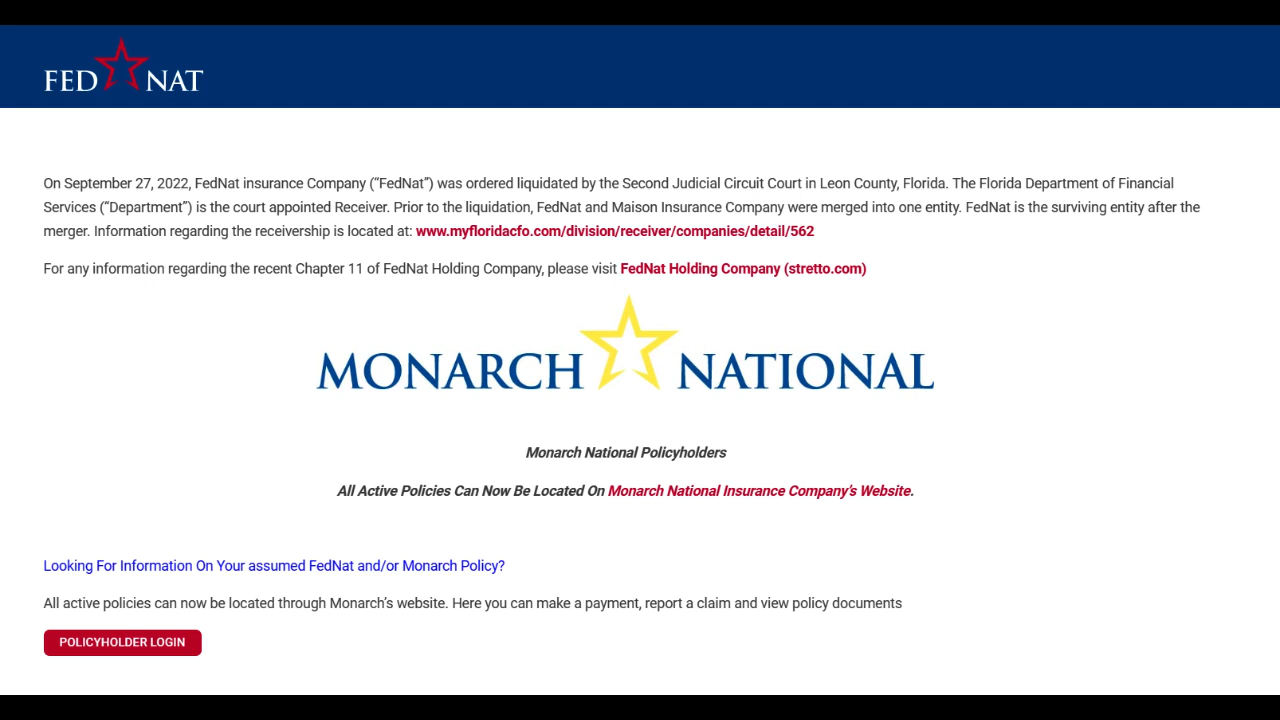 FED NAT
On September 27, 2022, FedNat insurance Company (“FedNat”) was ordered liquidated by the Second Judicial Circuit Court in Leon County, Florida. The Florida Department of Financial
Services (“Department”) is the court appointed Receiver. Prior to the liquidation, FedNat and Maison Insurance Company were merged into one entity. FedNat is the surviving entity after the
merger. Information regarding the receivership is located at: www.myfloridacfo.com/division/receiver/companies/detail/562
For any information regarding the recent Chapter 11 of FedNat Holding Company, please visit FedNat Holding Company (stretto.com)
MONARCH NATIONAL
Monarch National Policyholders
All Active Policies Can Now Be Located On Monarch National Insurance Company’s Website.
Looking For Information On Your assumed FedNat and/or Monarch Policy?
All active policies can now be located through Monarch’s website. Here you can make a payment, report a claim and view policy documents
POLICYHOLDER LOGIN